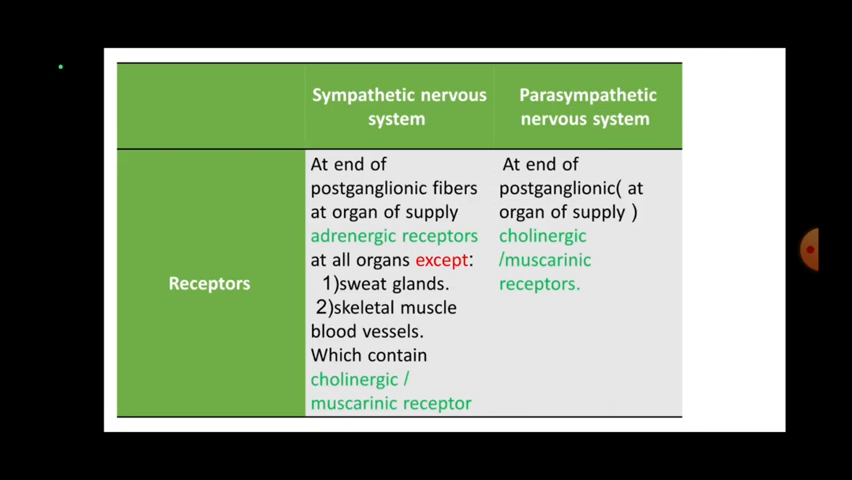 Sympathetic nervous
system
Parasympathetic
nervous system
Receptors
At end of
postganglionic fibers
at organ of supply
adrenergic receptors
at all organs except:
1)sweat glands.
2)skeletal muscle
blood vessels.
Which contain
cholinergic /
muscarinic receptor
At end of
postganglionic( at
organ of supply )
cholinergic
/muscarinic
receptors.